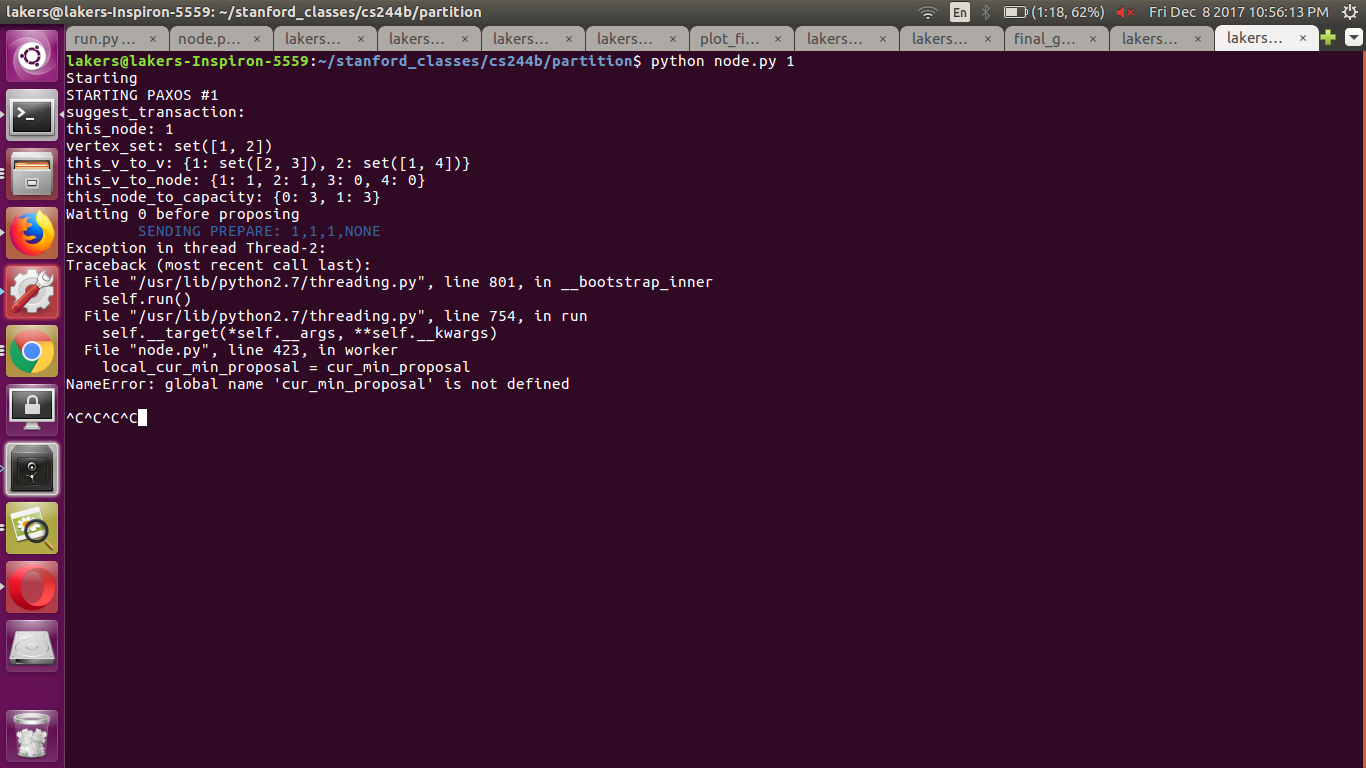 lakers@lakers-Inspiron-5559: ~/stanford_classes/cs244b/partition
En
(1:18, 62%)
Fri Dec 8 2017 10:56:13 PM
run.py ... × node.p... × lakers... × lakers... × lakers... × lakers... × plot_fi... × lakers... × lakers... × final_g... × lakers... × lakers... ×
lakers@lakers-Inspiron-5559:~/stanford_classes/cs244b/partition$ python node.py 1
Starting
STARTING PAXOS #1
suggest_transaction:
this_node: 1
vertex_set: set([1, 2])
this_v_to_v: {1: set([2, 3]), 2: set([1, 4])}
this_v_to_node: {1: 1, 2: 1, 3: 0, 4: 0}
this_node_to_capacity: {0: 3, 1: 3}
Waiting 0 before proposing
        SENDING PREPARE: 1,1,1,NONE
Exception in thread Thread-2:
Traceback (most recent call last):
  File "/usr/lib/python2.7/threading.py", line 801, in __bootstrap_inner
    self.run()
  File "/usr/lib/python2.7/threading.py", line 754, in run
    self.__target(*self.__args, **self.__kwargs)
  File "node.py", line 423, in worker
    local_cur_min_proposal = cur_min_proposal
NameError: global name 'cur_min_proposal' is not defined
^C^C^C^C